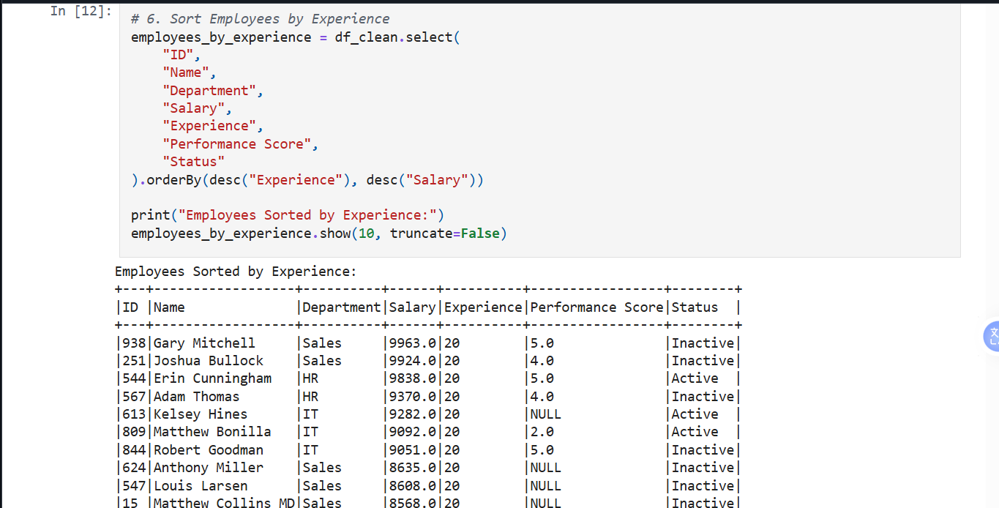 In [12]:
# 6. Sort Employees by Experience
employees_by_experience = df_clean.select(
    "ID",
    "Name",
    "Department",
    "Salary",
    "Experience",
    "Performance Score",
    "Status"
).orderBy(desc("Experience"), desc("Salary"))

print("Employees Sorted by Experience:")
employees_by_experience.show(10, truncate=False)

Employees Sorted by Experience:
+---+------------------+----------+------+----------+-----------------+--------+
|ID |Name              |Department|Salary|Experience|Performance Score|Status  |
+---+------------------+----------+------+----------+-----------------+--------+
|938|Gary Mitchell     |Sales     |9963.0|20        |5.0              |Inactive|
|251|Joshua Bullock    |Sales     |9924.0|20        |4.0              |Inactive|
|544|Erin Cunningham   |HR        |9838.0|20        |5.0              |Active  |
|567|Adam Thomas       |HR        |9370.0|20        |4.0              |Inactive|
|613|Kelsey Hines      |IT        |9282.0|20        |NULL             |Active  |
|809|Matthew Bonilla   |IT        |9092.0|20        |2.0              |Active  |
|844|Robert Goodman    |IT        |9051.0|20        |5.0              |Inactive|
|624|Anthony Miller    |Sales     |8635.0|20        |NULL             |Inactive|
|547|Louis Larsen      |Sales     |8608.0|20        |NULL             |Inactive|
|15 |Matthew Collins MD|Sales     |8568.0|20        |NULL             |Inactive|